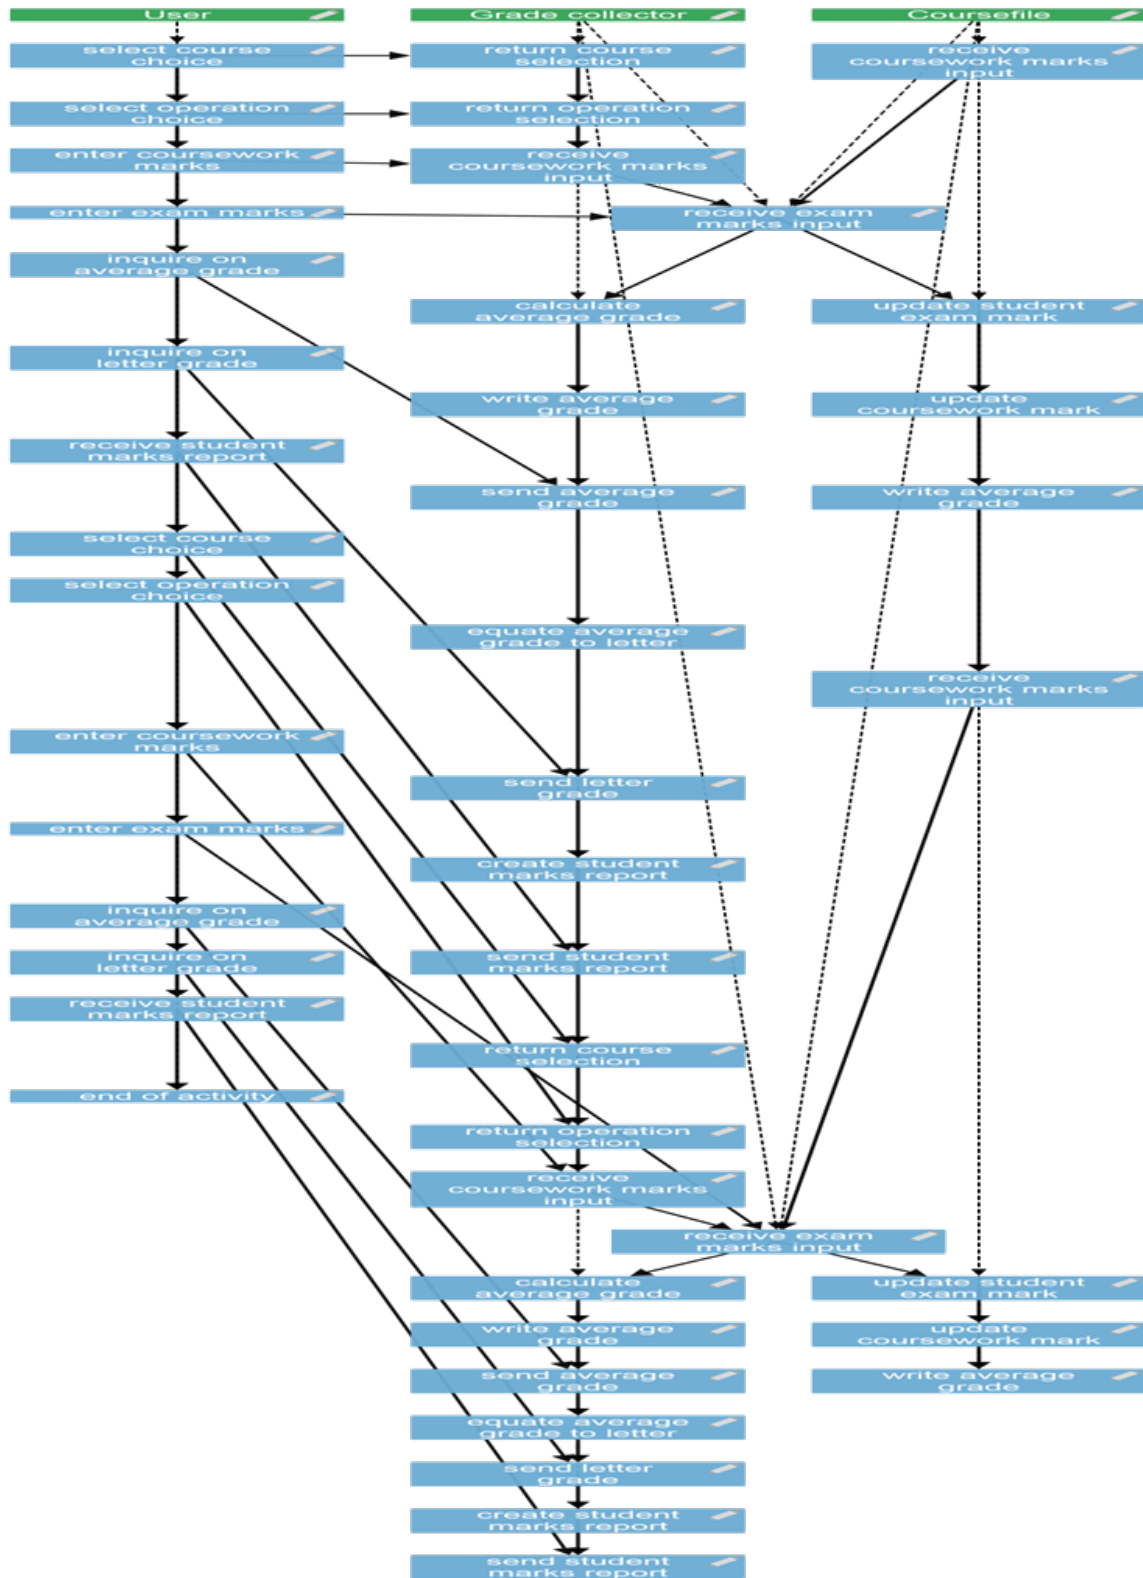 User
Grade collector
Coursefile
select course
choice
return course
selection
receive
coursework marks
input
select operation
choice
return operation
selection
enter coursework
marks
receive
coursework marks
input
enter exam marks
receive exam
marks input
inquire on
average grade
calculate
average grade
update student
exam mark
inquire on
letter grade
write average
grade
update
coursework mark
receive student
marks report
send average
grade
write average
grade
select course
choice
select operation
choice
equate average
grade to letter
receive
coursework marks
input
enter coursework
marks
send letter
grade
enter exam marks
create student
marks report
inquire on
average grade
inquire on
letter grade
send student
marks report
receive student
marks report
return course
selection
end of activity
return operation
selection
receive
coursework marks
input
receive exam
marks input
calculate
average grade
update student
exam mark
write average
grade
update
coursework mark
send average
grade
write average
grade
equate average
grade to letter
send letter
grade
create student
marks report
send student
marks report